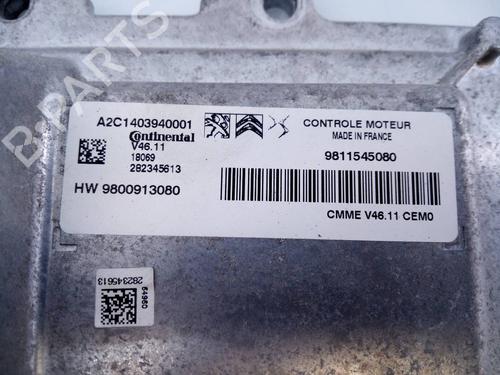 A2C1403940001
Continental
V46.11
18069
282345613
HW 9800913080
CONTROLE MOTEUR
MADE IN FRANCE
9811545080
CMME V46.11 CEM0
54960
282345613
B-Parts